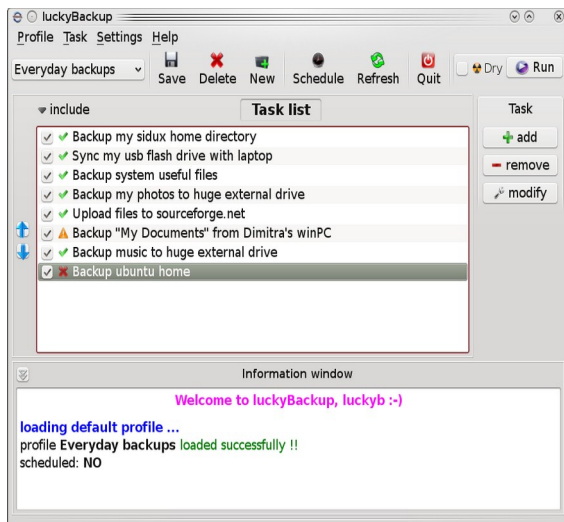 luckyBackup
Profile Task Settings Help
Everyday backups
Save Delete New Schedule Refresh Quit
Dry Run
include
Task list
Task
Backup my sidux home directory
Sync my usb flash drive with laptop
Backup system useful files
Backup my photos to huge external drive
Upload files to sourceforge.net
Backup "My Documents" from Dimitra's winPC
Backup music to huge external drive
Backup ubuntu home
add
remove
modify
Information window
Welcome to luckyBackup, luckyb :-)
loading default profile ...
profile Everyday backups loaded successfully !!
scheduled: NO